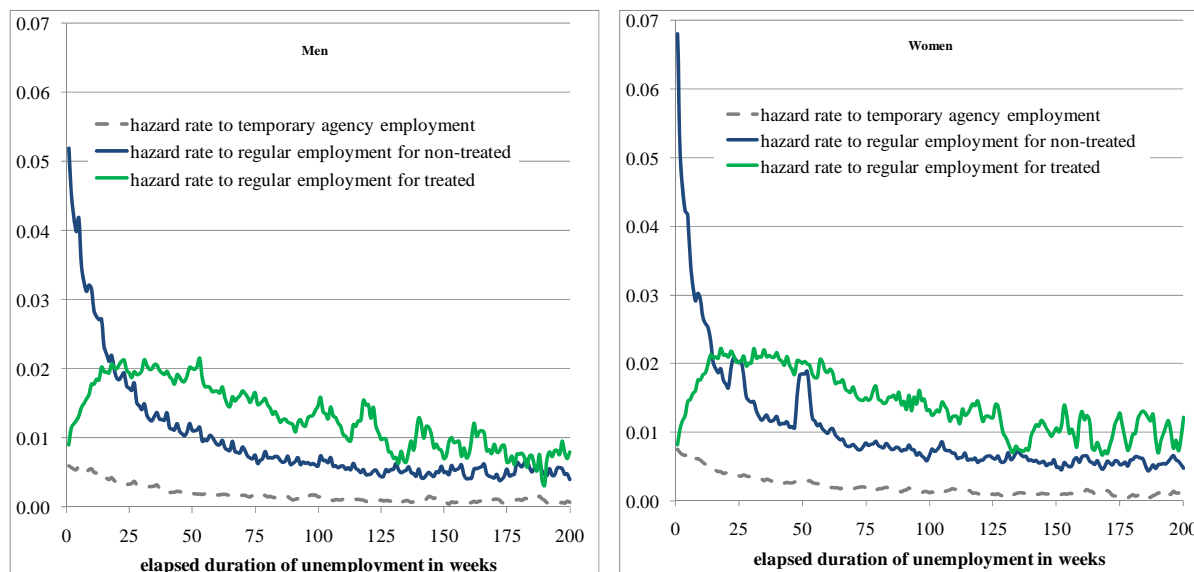 Men
0.07
0.06
0.05
0.04
0.03
0.02
0.01
0.00
hazard rate to temporary agency employment
hazard rate to regular employment for non-treated
hazard rate to regular employment for treated
0 25 50 75 100 125 150 175 200
elapsed duration of unemployment in weeks
Women
0.07
0.06
0.05
0.04
0.03
0.02
0.01
0.00
hazard rate to temporary agency employment
hazard rate to regular employment for non-treated
hazard rate to regular employment for treated
0 25 50 75 100 125 150 175 200
elapsed duration of unemployment in weeks